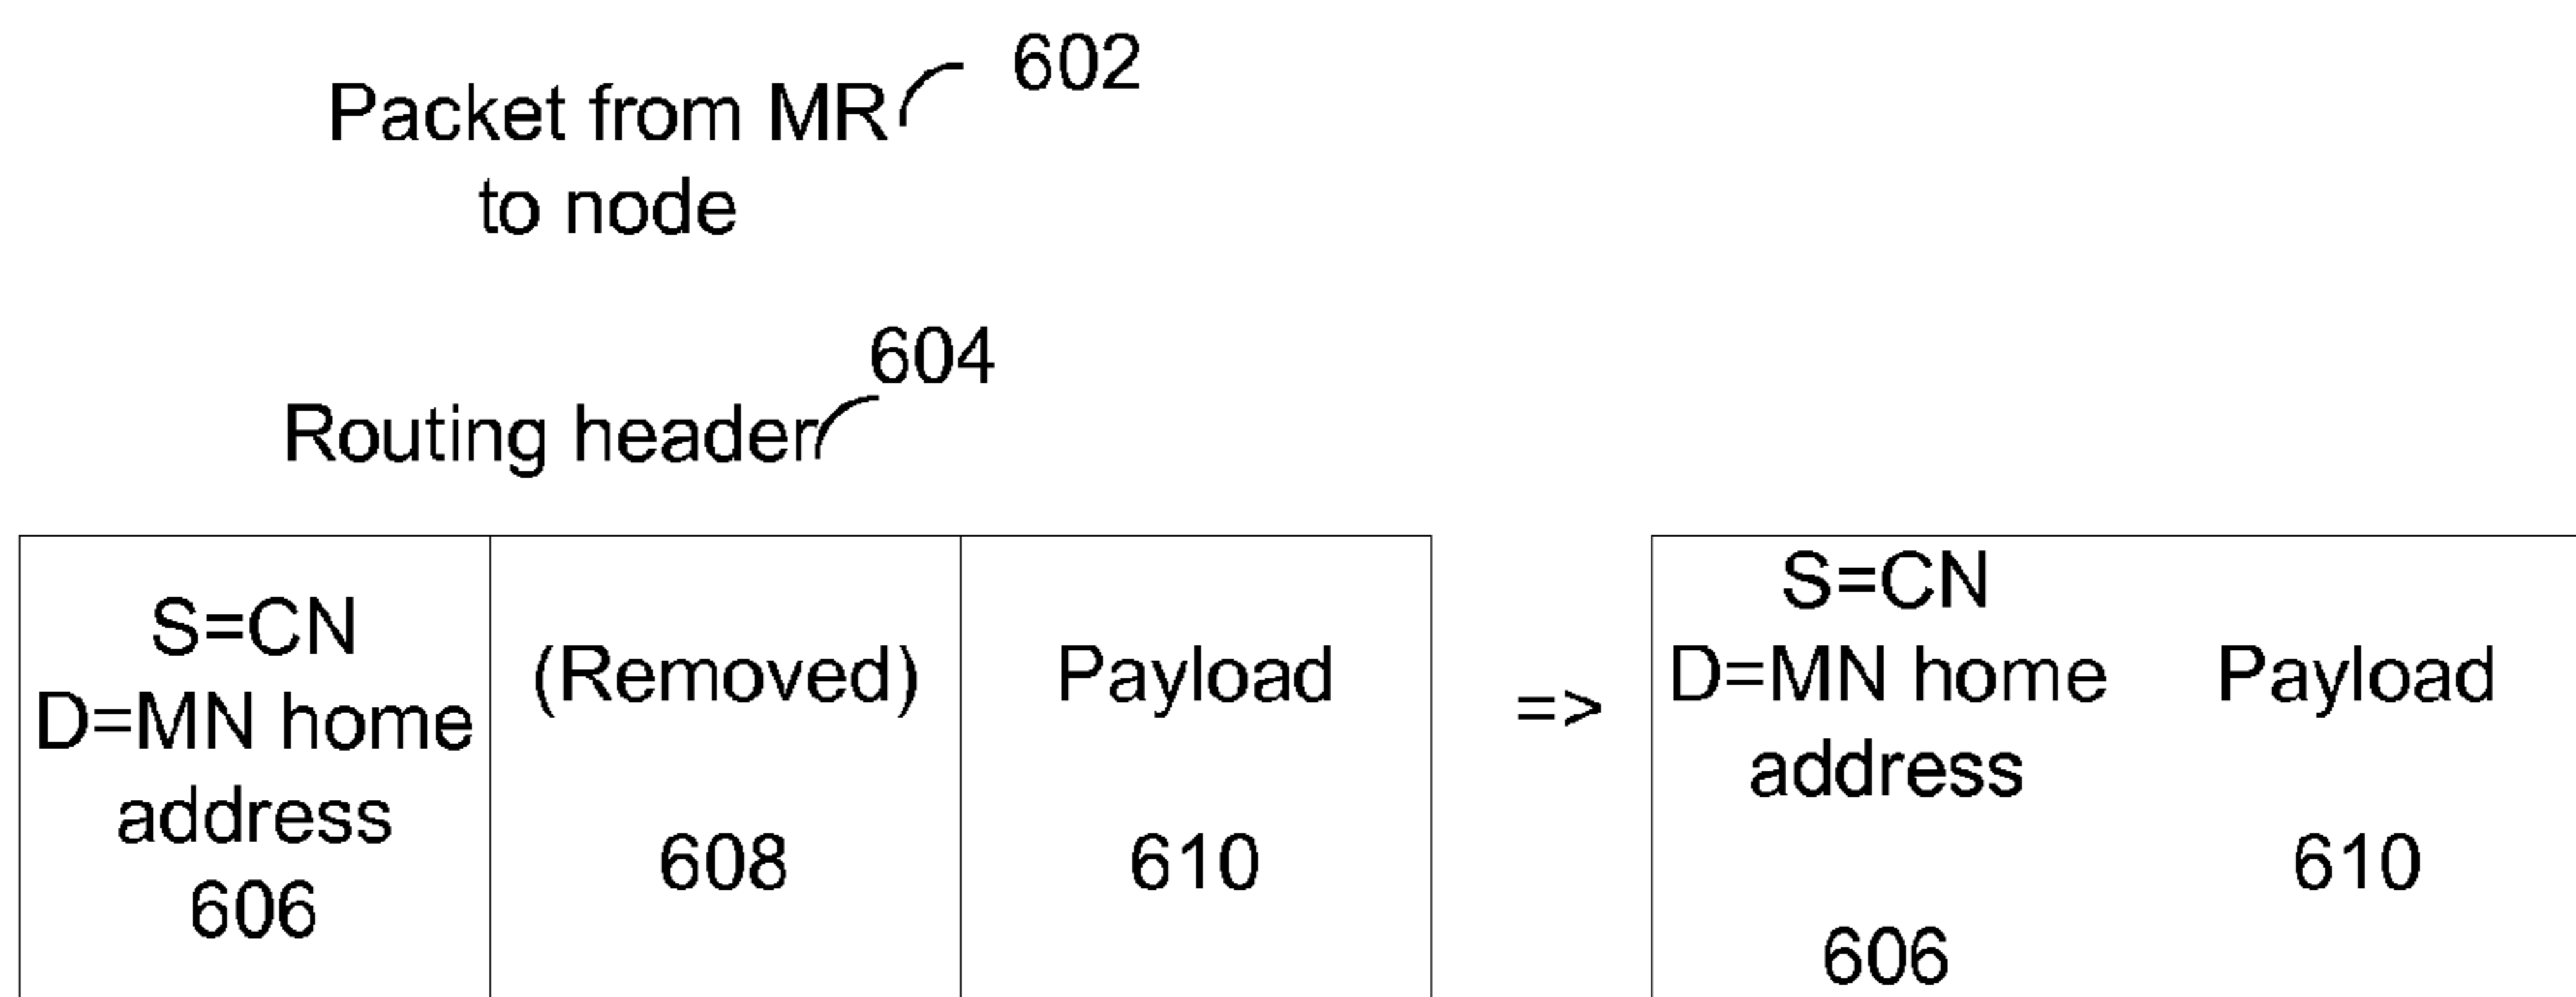 Packet from MR 602
to node
604
Routing header
S=CN
D=MN home
address
606
(Removed)
608
Payload
610
=>
S=CN
D=MN home
address
606
Payload
610